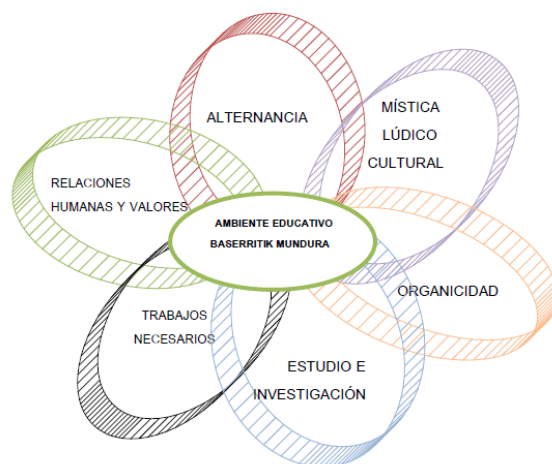 ALTERNANCIA
MÍSTICA
LÚDICO
CULTURAL
RELACIONES
HUMANAS Y VALORES
AMBIENTE EDUCATIVO
BASERRITIK MUNDURA
ORGANICIDAD
TRABAJOS
NECESARIOS
ESTUDIO E
INVESTIGACIÓN